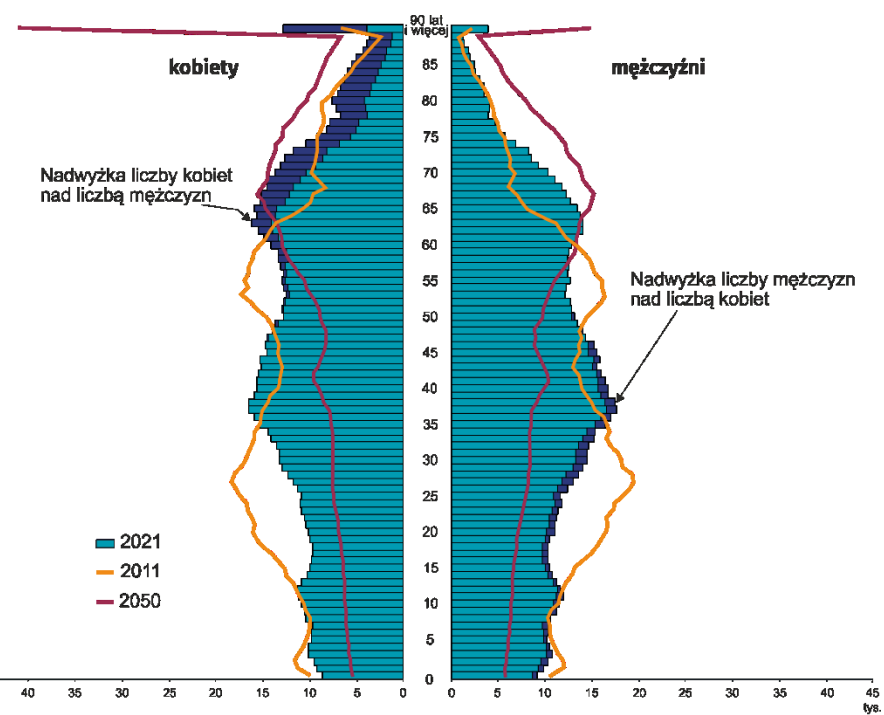 90 lat
i więcej
kobiety
mężczyźni
85
80
75
70
65
60
55
50
45
40
35
30
25
20
15
10
5
0
Nadwyżka liczby kobiet
nad liczbą mężczyzn
Nadwyżka liczby mężczyzn
nad liczbą kobiet
2021
2011
2050
40 35 30 25 20 15 10 5 0 0 5 10 15 20 25 30 35 40 45
tys.